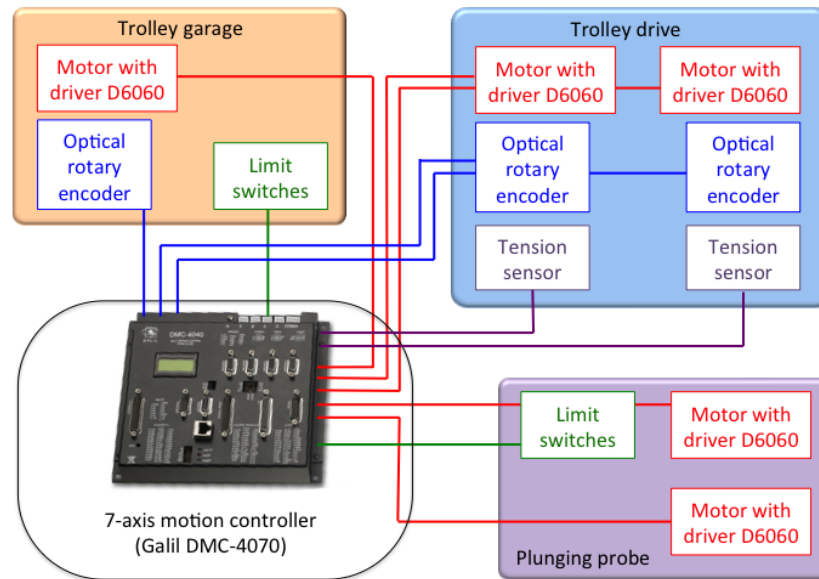 Trolley garage
Motor with
driver D6060
Optical
rotary
encoder
Limit
switches
Trolley drive
Motor with
driver D6060
Motor with
driver D6060
Optical
rotary
encoder
Optical
rotary
encoder
Tension
sensor
Tension
sensor
DMC-4040
7-axis motion controller
(Galil DMC-4070)
Limit
switches
Motor with
driver D6060
Motor with
driver D6060
Plunging probe